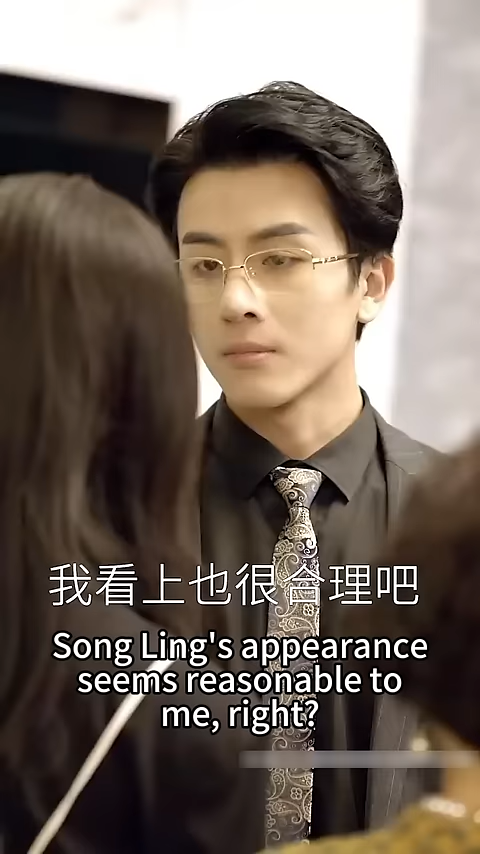 我看上也很合理吧
Song Ling's appearance
seems reasonable to
me, right?